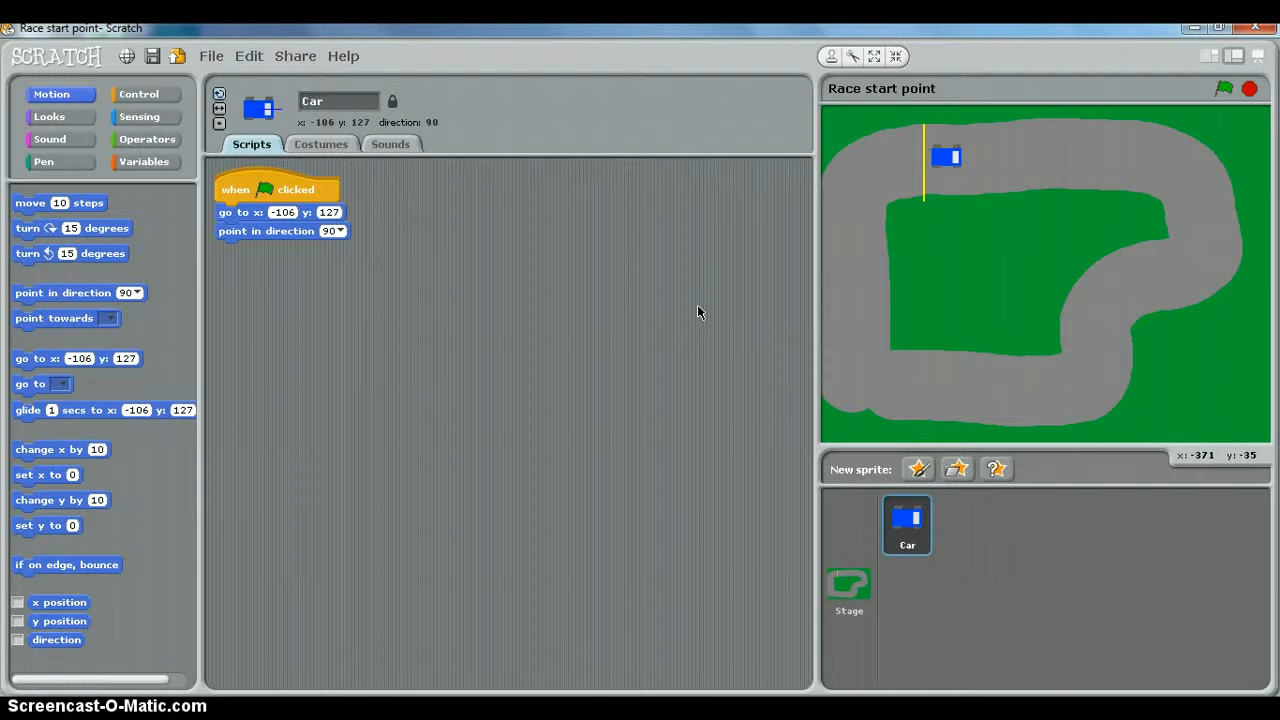 Race start point- Scratch
SCRATCH File Edit Share Help
Motion Control
Looks Sensing
Sound Operators
Pen Variables
move 10 steps
turn 15 degrees
turn 15 degrees
point in direction 90
point towards
go to x: -106 y: 127
go to
glide 1 secs to x: -106 y: 127
change x by 10
set x to 0
change y by 10
set y to 0
if on edge, bounce
x position
y position
direction
Car
x: -106 y: 127 direction: 90
Scripts Costumes Sounds
when clicked
go to x: -106 y: 127
point in direction 90
Race start point
x: -371 y: -35
New sprite:
Car
Stage
Screencast-O-Matic.com